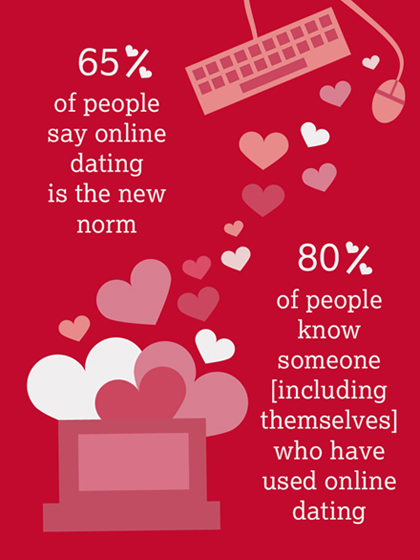 65%
of people
say online
dating
is the new
norm
80%
of people
know
someone
[including
themselves]
who have
used online
dating